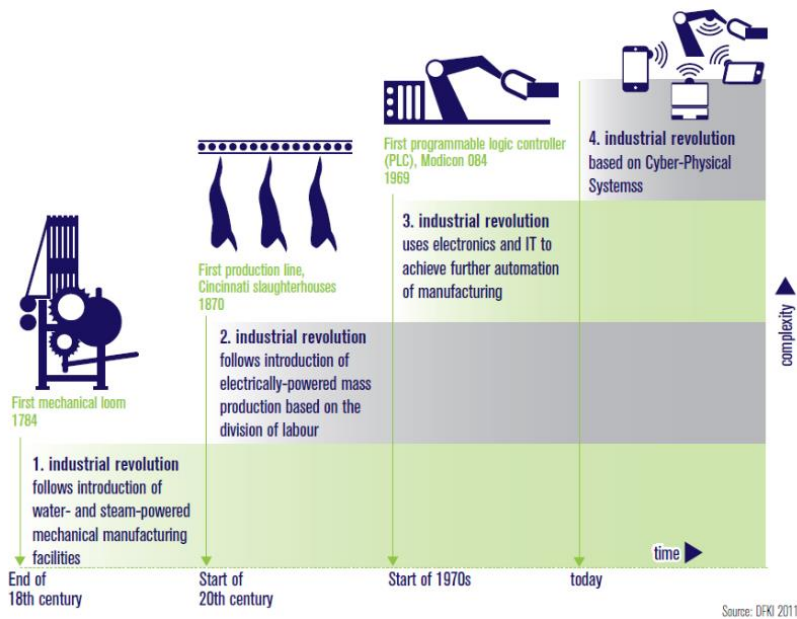 First programmable logic controller
(PLC), Modicon 084
1969
4. industrial revolution
based on Cyber-Physical
Systemss
3. industrial revolution
uses electronics and IT to
achieve further automation
of manufacturing
First production line,
Cincinnati slaughterhouses
1870
2. industrial revolution
follows introduction of
electrically-powered mass
production based on the
division of labour
First mechanical loom
1784
1. industrial revolution
follows introduction of
water- and steam-powered
mechanical manufacturing
facilities
complexity
time
End of
18th century
Start of
20th century
Start of 1970s
today
Source: DFKI 2011